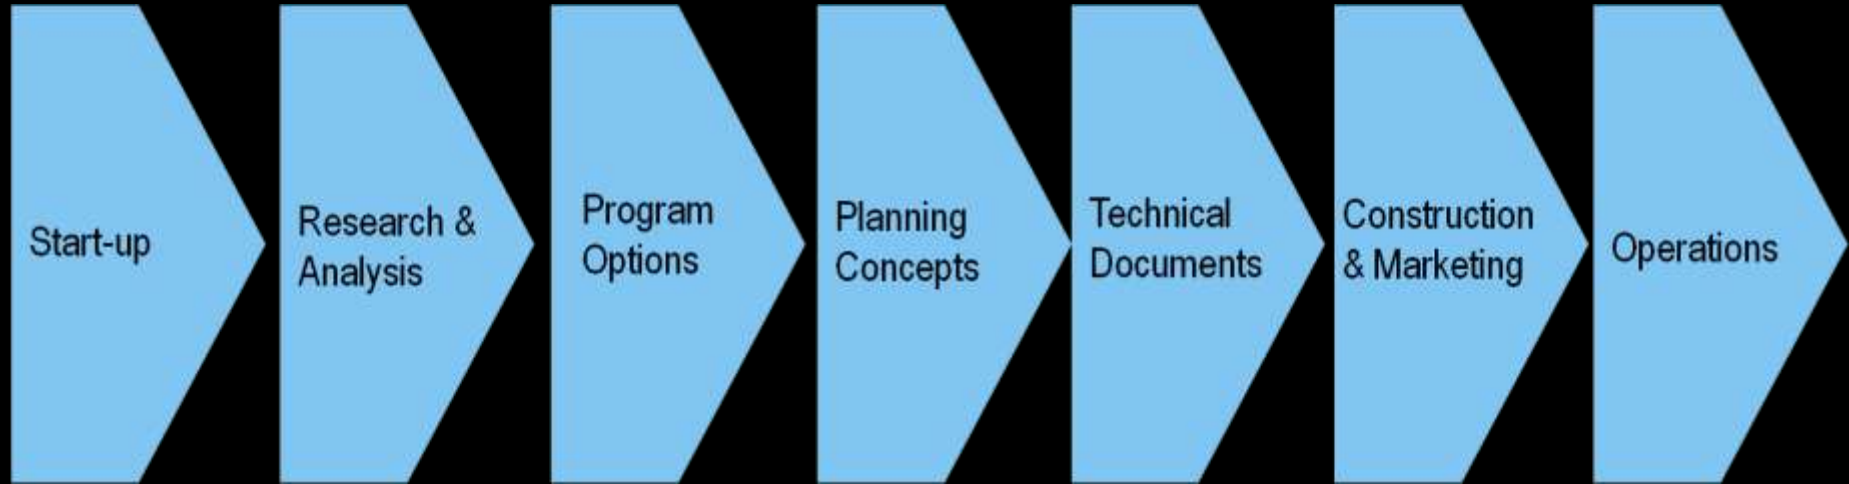 Start-up
Research &
Analysis
Program
Options
Planning
Concepts
Technical
Documents
Construction
& Marketing
Operations